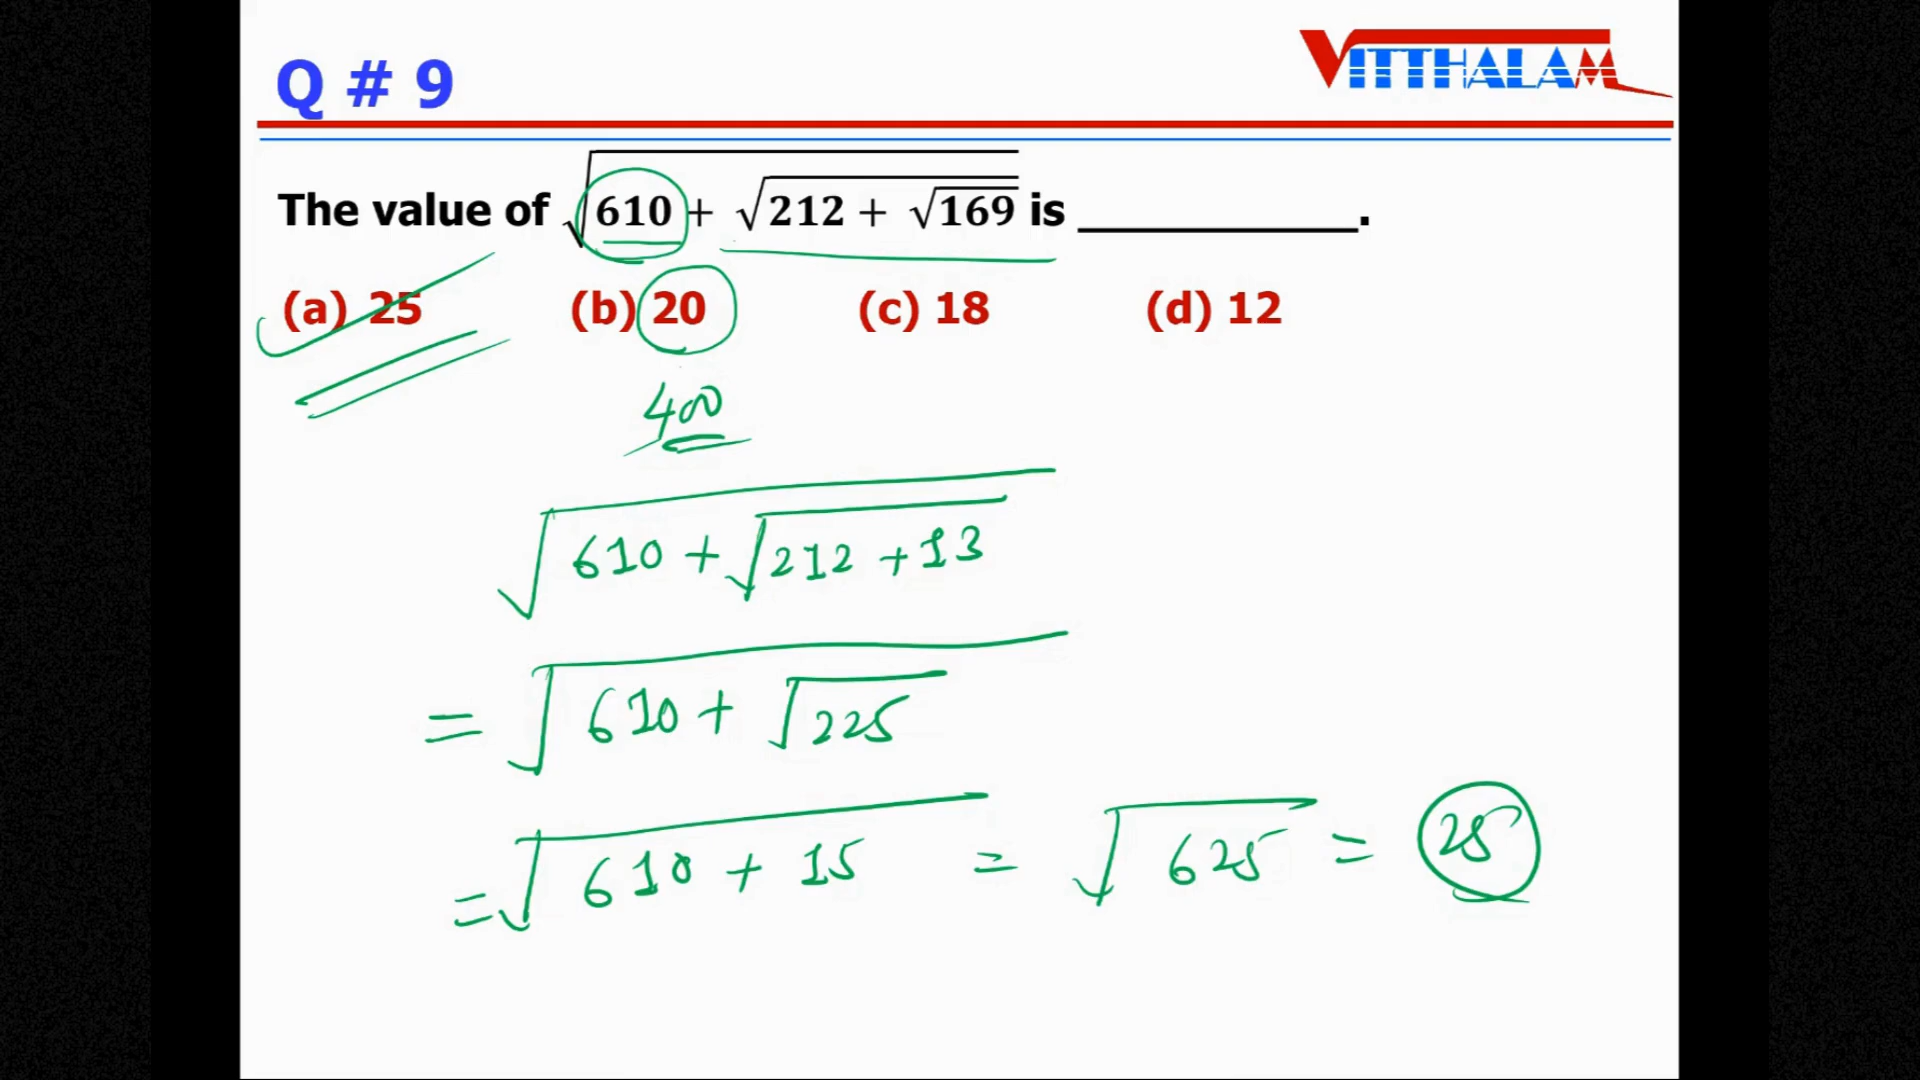 Q # 9
VITTHALAM
The value of √610 + √212 + √169 is ____________.
(a) 25 (b) 20 (c) 18 (d) 12
400
√610 + √212 + 13
= √610 + √225
= √610 + 15 = √625 = 25